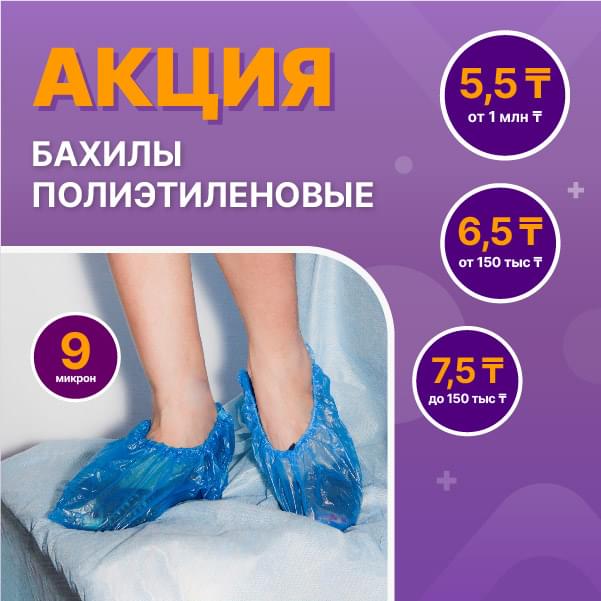 АКЦИЯ
БАХИЛЫ
ПОЛИЭТИЛЕНОВЫЕ
5,5 ₸
от 1 млн ₸
6,5 ₸
от 150 тыс ₸
7,5 ₸
до 150 тыс ₸
9
микрон